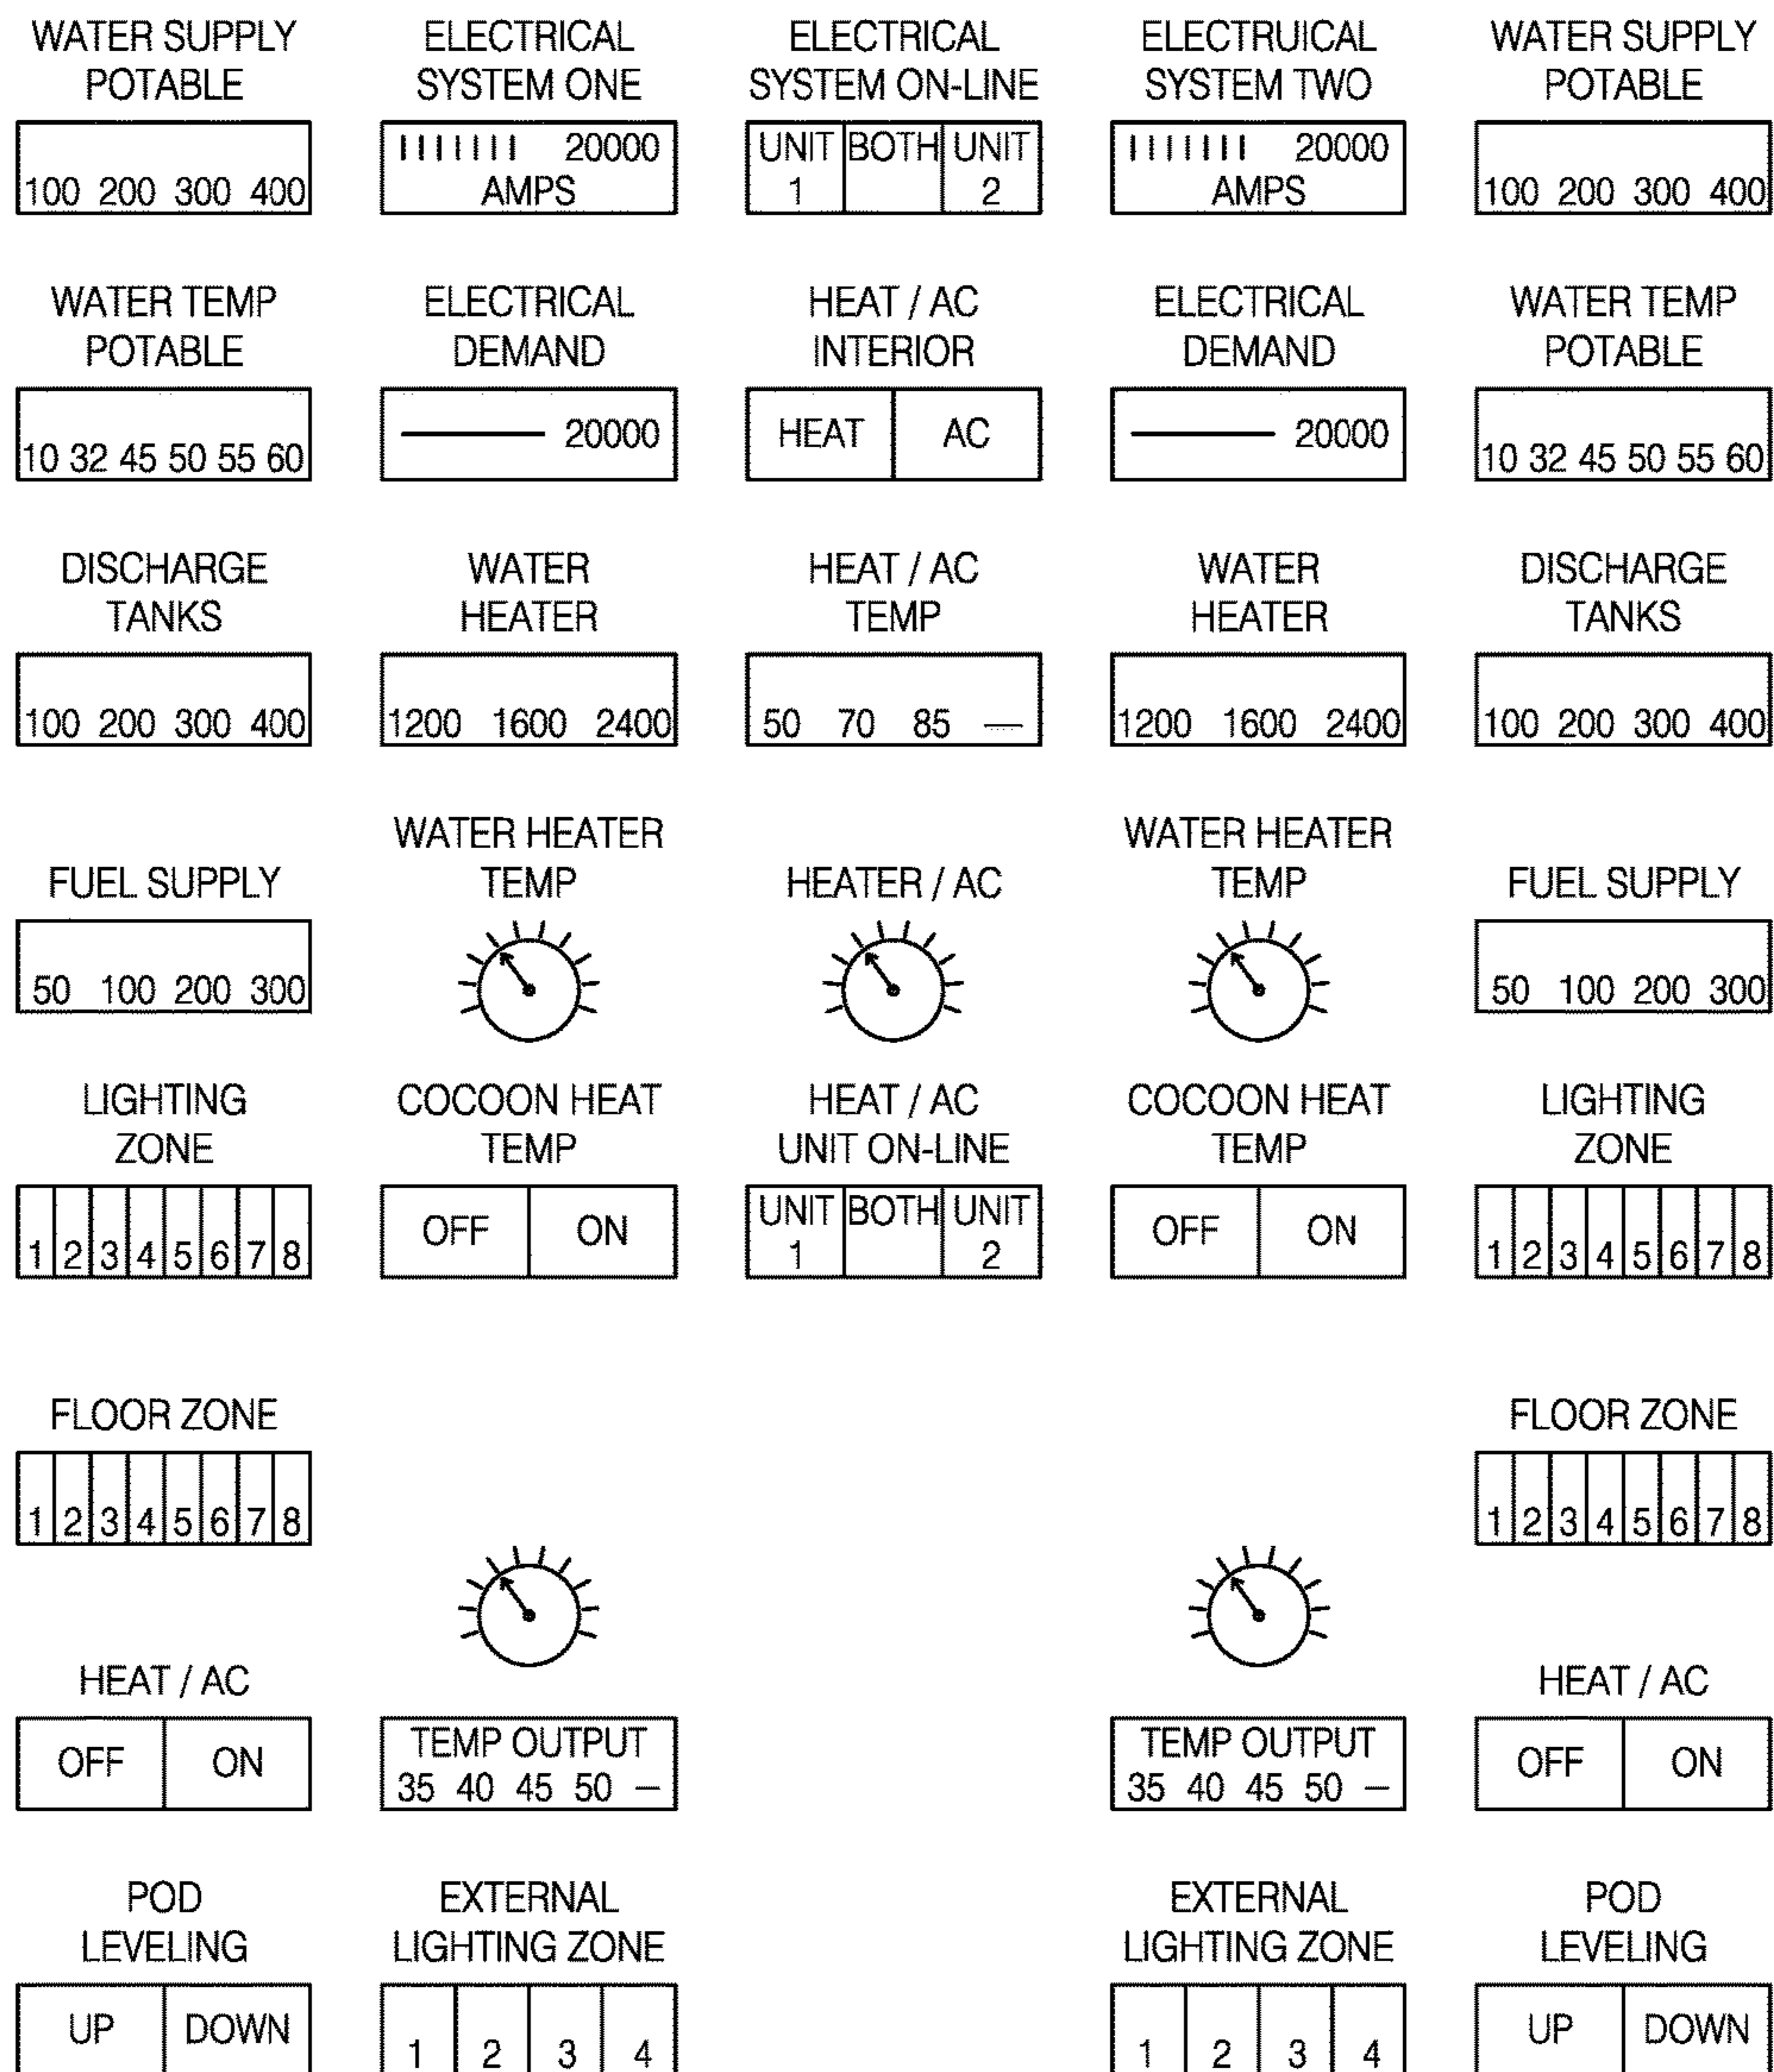 WATER SUPPLY ELECTRICAL ELECTRICAL ELECTRUICAL WATER SUPPLY
POTABLE SYSTEM ONE SYSTEM ON-LINE SYSTEM TWO POTABLE
20000 UNIT BOTH UNIT 20000
100 200 300 400 AMPS 1 2 AMPS 100 200 300 400
WATER TEMP ELECTRICAL HEAT / AC ELECTRICAL WATER TEMP
POTABLE DEMAND INTERIOR DEMAND POTABLE
20000 HEAT AC 20000
10 32 45 50 55 60 10 32 45 50 55 60
DISCHARGE WATER HEAT / AC WATER DISCHARGE
TANKS HEATER TEMP HEATER TANKS
100 200 300 400 1200 1600 2400 50 70 85 — 1200 1600 2400 100 200 300 400
WATER HEATER WATER HEATER
FUEL SUPPLY TEMP HEATER / AC TEMP FUEL SUPPLY
50 100 200 300 50 100 200 300
LIGHTING COCOON HEAT HEAT / AC COCOON HEAT LIGHTING
ZONE TEMP UNIT ON-LINE TEMP ZONE
OFF ON UNIT BOTH UNIT OFF ON
1 2 3 4 5 6 7 8 1 2 1 2 3 4 5 6 7 8
FLOOR ZONE FLOOR ZONE
1 2 3 4 5 6 7 8 1 2 3 4 5 6 7 8
HEAT / AC HEAT / AC
OFF ON TEMP OUTPUT TEMP OUTPUT OFF ON
35 40 45 50 — 35 40 45 50 —
POD EXTERNAL EXTERNAL POD
LEVELING LIGHTING ZONE LIGHTING ZONE LEVELING
UP DOWN 1 2 3 4 1 2 3 4 UP DOWN